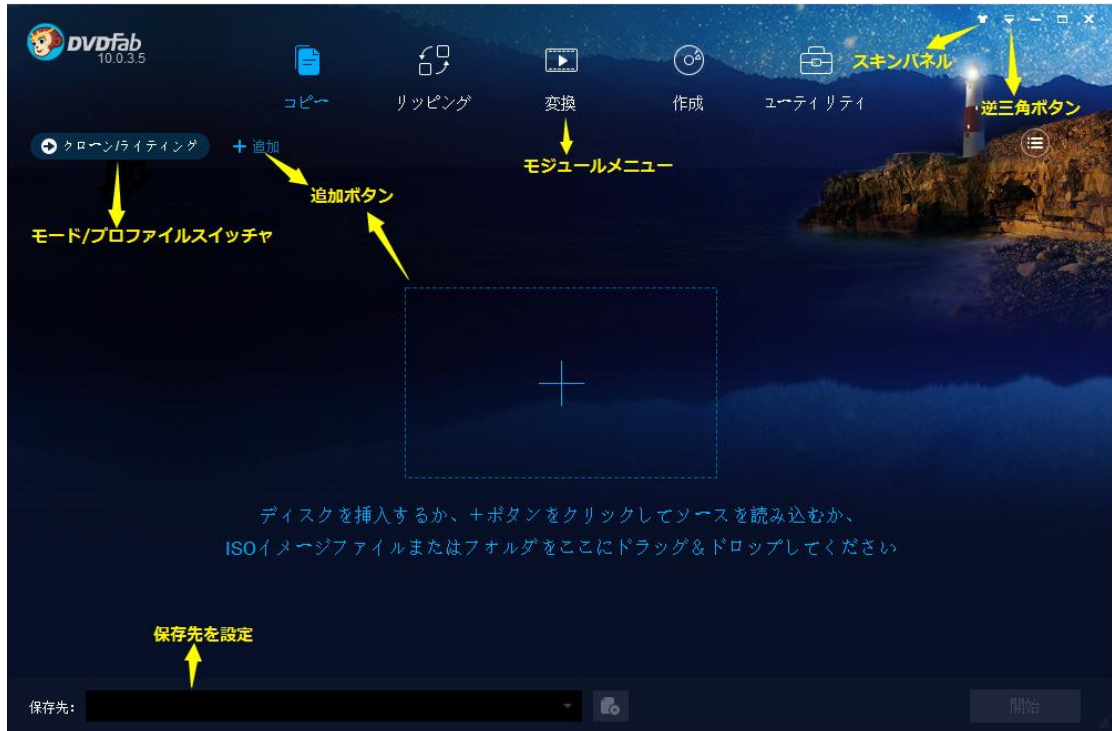 DVDFab
10.0.3.5
コピー
リッピング
変換
作成
ユーティリティ
スキンパネル
逆三角ボタン
クローン/ライティング
追加
モジュールメニュー
追加ボタン
モード/プロファイルスイッチャ
ディスクを挿入するか、+ボタンをクリックしてソースを読み込むか、
ISOイメージファイルまたはフォルダをここにドラッグ&ドロップしてください
保存先を設定
保存先:
開始